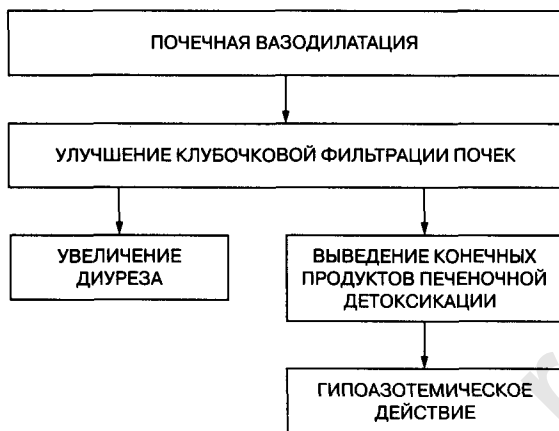 ПОЧЕЧНАЯ ВАЗОДИЛАТАЦИЯ
УЛУЧШЕНИЕ КЛУБОЧКОВОЙ ФИЛЬТРАЦИИ ПОЧЕК
УВЕЛИЧЕНИЕ
ДИУРЕЗА
ВЫВЕДЕНИЕ КОНЕЧНЫХ
ПРОДУКТОВ ПЕЧЕНОЧНОЙ
ДЕТОКСИКАЦИИ
ГИПОАЗОТЕМИЧЕСКОЕ
ДЕЙСТВИЕ